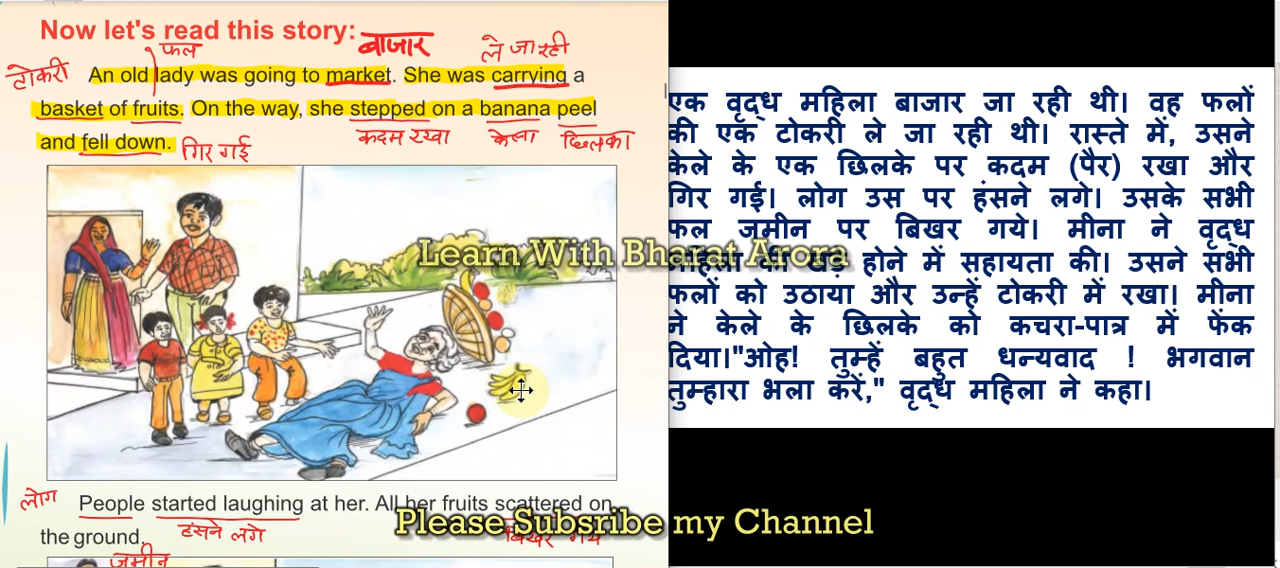 Now let's read this story:
फल
बाजार
ले जा रही
टोकरी
An old lady was going to market. She was carrying a
basket of fruits. On the way, she stepped on a banana peel
and fell down.
गिर गई
कदम रखा
केला
छिलका
एक वृद्ध महिला बाजार जा रही थी। वह फलों
की एक टोकरी ले जा रही थी। रास्ते में, उसने
केले के एक छिलके पर कदम (पैर) रखा और
गिर गई। लोग उस पर हंसने लगे। उसके सभी
फल जमीन पर बिखर गये। मीना ने वृद्ध
महिला की खड़े होने में सहायता की। उसने सभी
फलों को उठाया और उन्हें टोकरी में रखा। मीना
ने केले के छिलके को कचरा-पात्र में फेंक
दिया।"ओह! तुम्हें बहुत धन्यवाद ! भगवान
तुम्हारा भला करें," वृद्ध महिला ने कहा।
Learn With Bharat Arora
लोग
People started laughing at her. All her fruits scattered on
the ground.
हंसने लगे
बिखर गये
जमीन
Please Subsribe my Channel